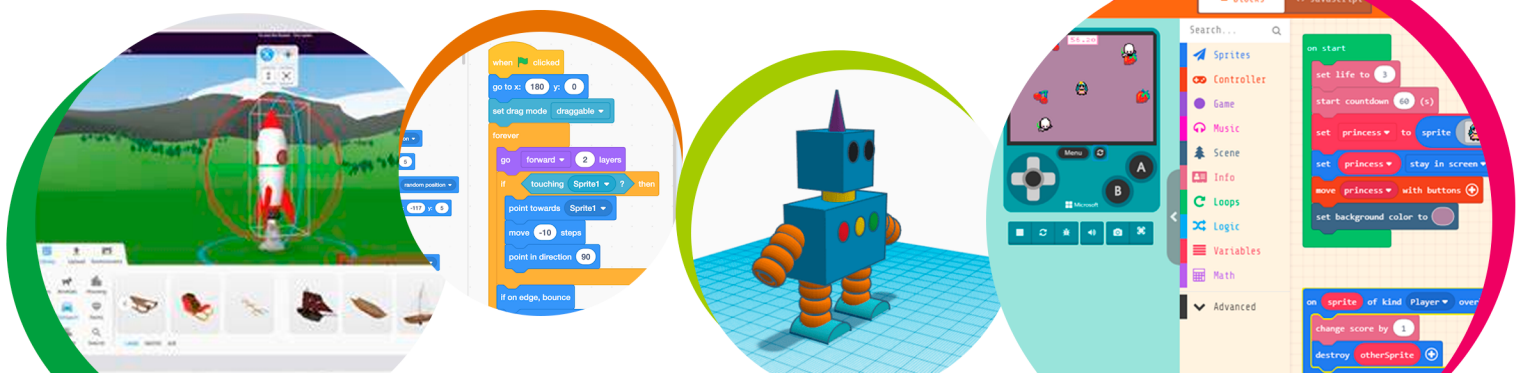 when clicked
go to x: 180 y: 0
set drag mode draggable
forever
go forward 2 layers
if touching Sprite1 ? then
point towards Sprite1
move -10 steps
point in direction 90
if on edge, bounce
5
random position
-117 y: 5
Menu
A
B
Microsoft
Search...
Sprites
Controller
Game
Music
Scene
Info
Loops
Logic
Variables
Math
Advanced
on start
set life to 3
start countdown 60 (s)
set princess to sprite
set princess stay in screen
move princess with buttons
set background color to
on sprite of kind Player
change score by 1
destroy otherSprite